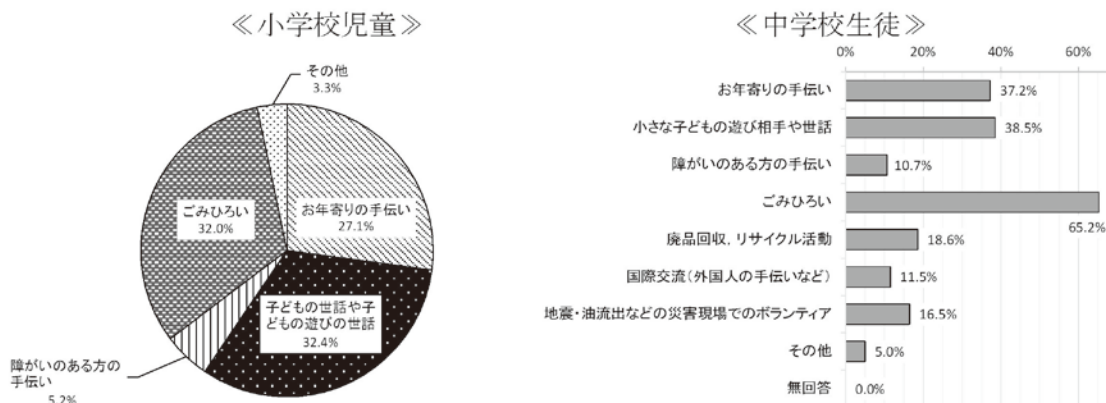 ≪小学校児童≫
その他
3.3%
お年寄りの手伝い
27.1%
子どもの世話や子
どもの遊びの世話
32.4%
障がいのある方の
手伝い
5.2%
ごみひろい
32.0%
≪中学校生徒≫
0% 20% 40% 60%
お年寄りの手伝い 37.2%
小さな子どもの遊び相手や世話 38.5%
障がいのある方の手伝い 10.7%
ごみひろい 65.2%
廃品回収，リサイクル活動 18.6%
国際交流（外国人の手伝いなど） 11.5%
地震・油流出などの災害現場でのボランティア 16.5%
その他 5.0%
無回答 0.0%